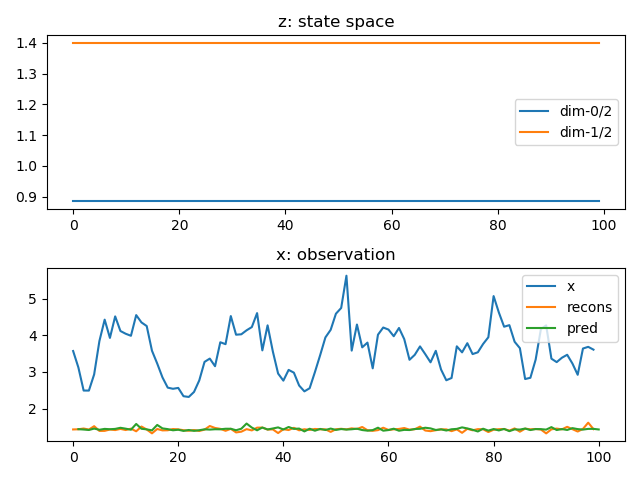 z: state space
1.4
1.3
1.2
1.1
1.0
0.9
dim-0/2
dim-1/2
0 20 40 60 80 100
x: observation
5
4
3
2
x
recons
pred
0 20 40 60 80 100